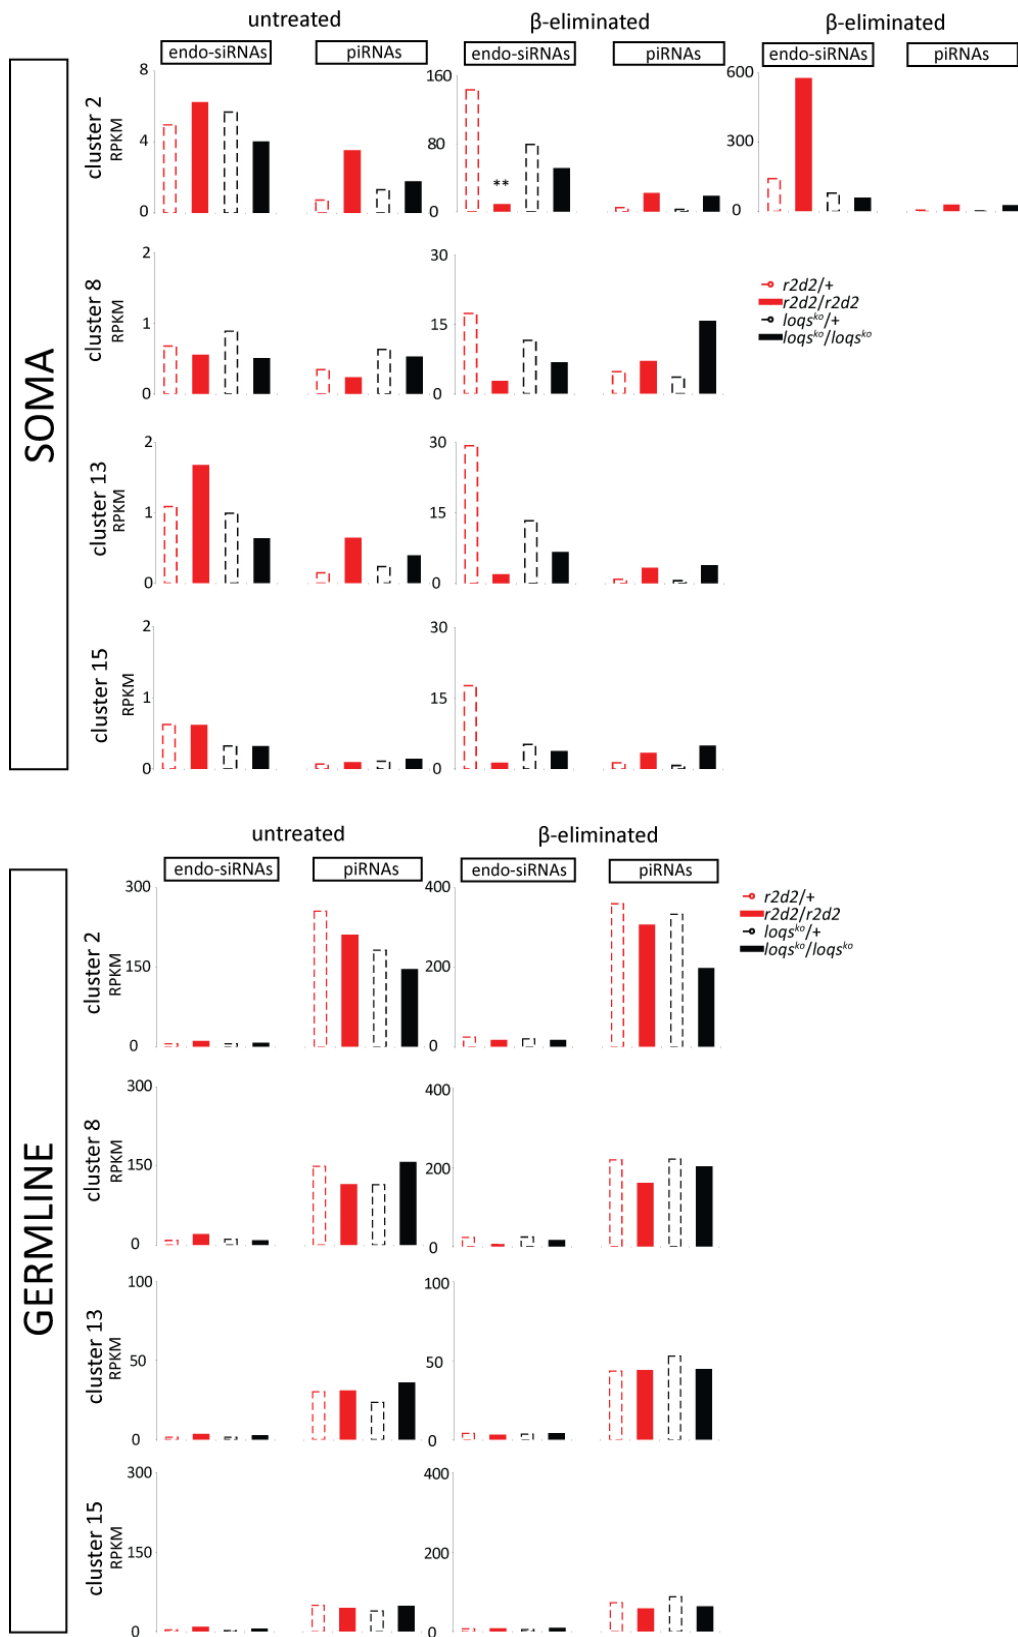 untreated
β-eliminated
β-eliminated
endo-siRNAs
piRNAs
endo-siRNAs
piRNAs
endo-siRNAs
piRNAs
SOMA
cluster 2
RPKM
8
4
0
160
80
0
**
600
300
0
cluster 8
RPKM
2
1
0
30
15
0
r2d2/+
r2d2/r2d2
loqsᵏᵒ/+
loqsᵏᵒ/loqsᵏᵒ
cluster 13
RPKM
2
1
0
30
15
0
cluster 15
RPKM
2
1
0
30
15
0
untreated
β-eliminated
endo-siRNAs
piRNAs
endo-siRNAs
piRNAs
GERMLINE
cluster 2
RPKM
300
150
0
400
200
0
r2d2/+
r2d2/r2d2
loqsᵏᵒ/+
loqsᵏᵒ/loqsᵏᵒ
cluster 8
RPKM
300
150
0
400
200
0
cluster 13
RPKM
100
50
0
100
50
0
cluster 15
RPKM
300
150
0
400
200
0